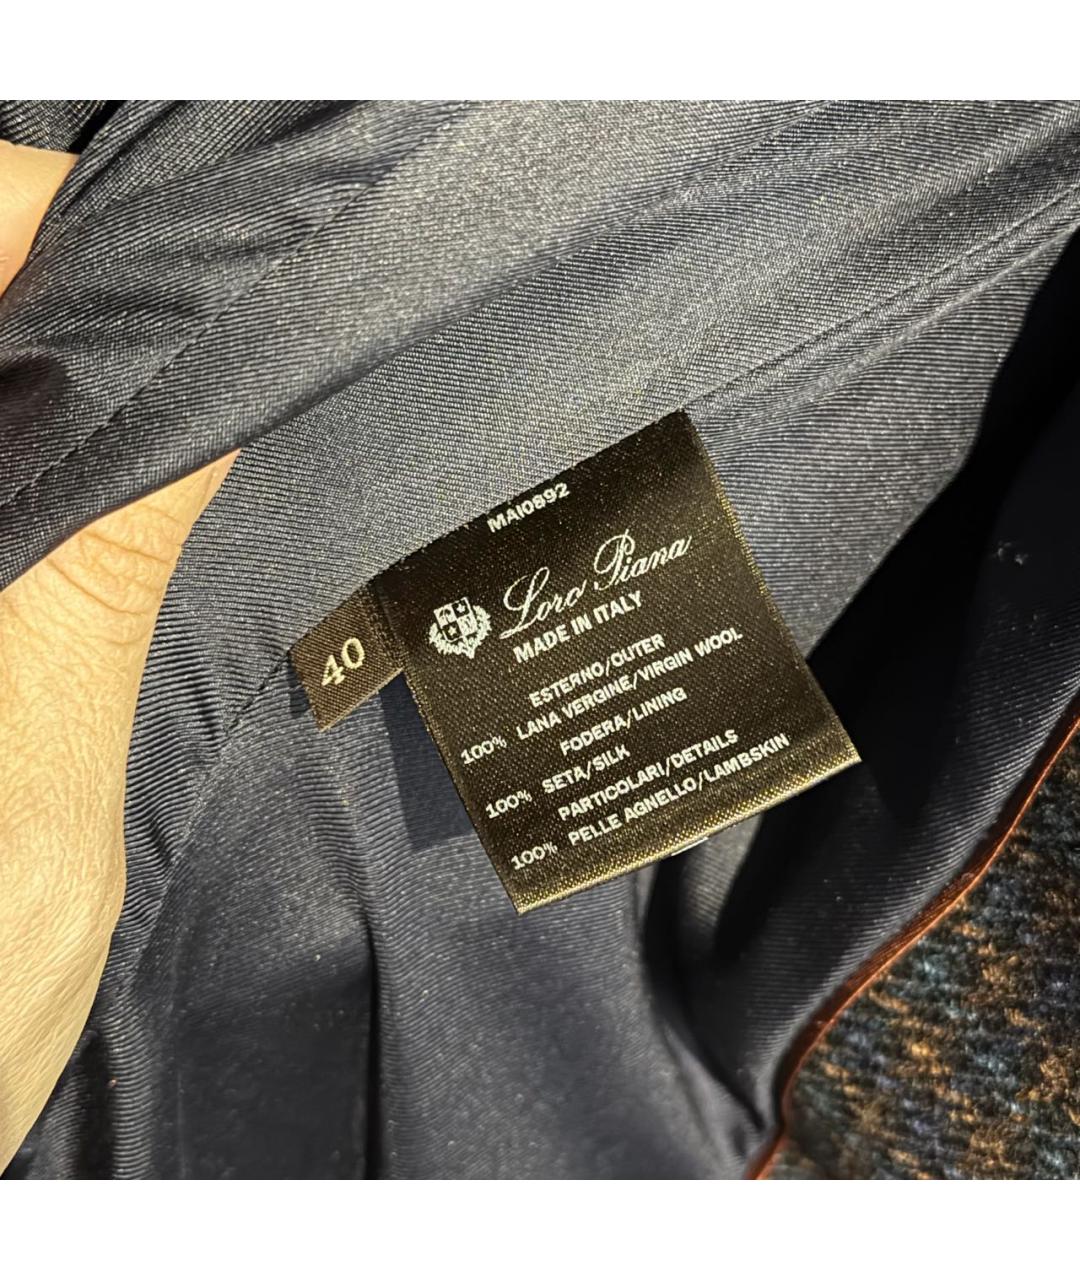 MAI0892
Loro Piana
MADE IN ITALY
40
ESTERNO/OUTER
100% LANA VERGINE/VIRGIN WOOL
FODERA/LINING
100% SETA/SILK
PARTICOLARI/DETAILS
100% PELLE AGNELLO/LAMBSKIN